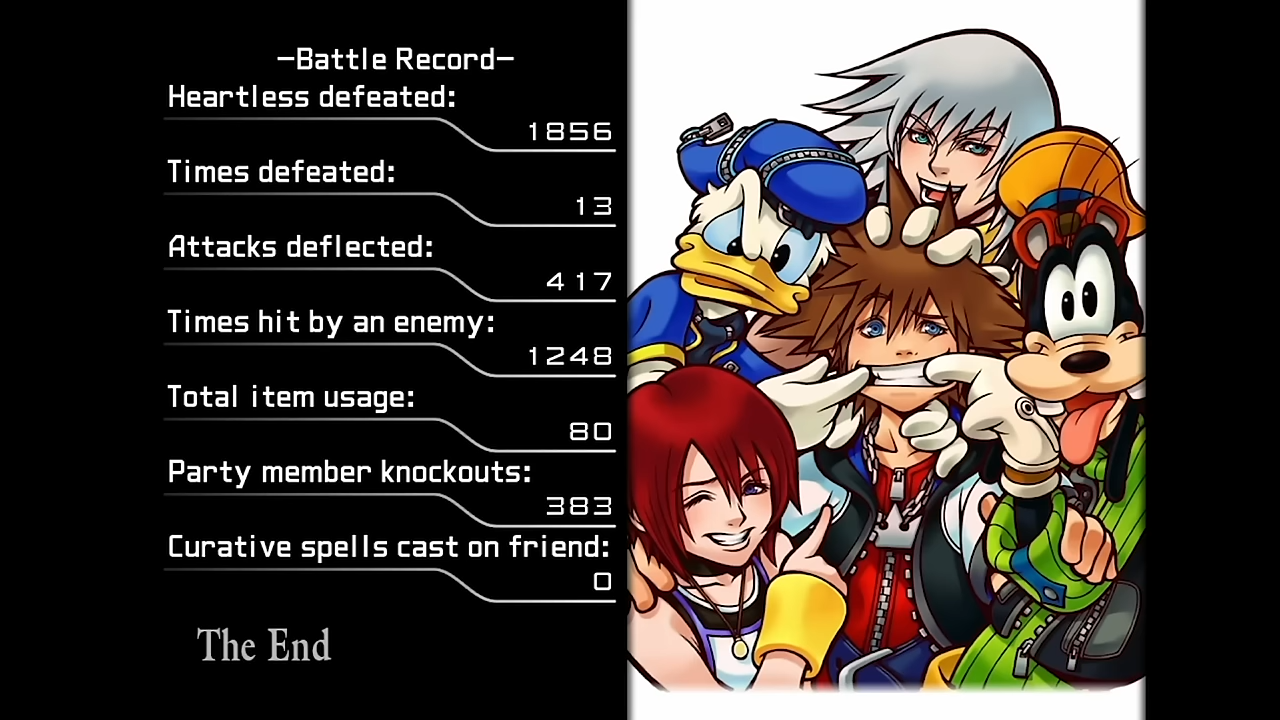 –Battle Record–
Heartless defeated:
1856
Times defeated:
13
Attacks deflected:
417
Times hit by an enemy:
1248
Total item usage:
80
Party member knockouts:
383
Curative spells cast on friend:
0
The End